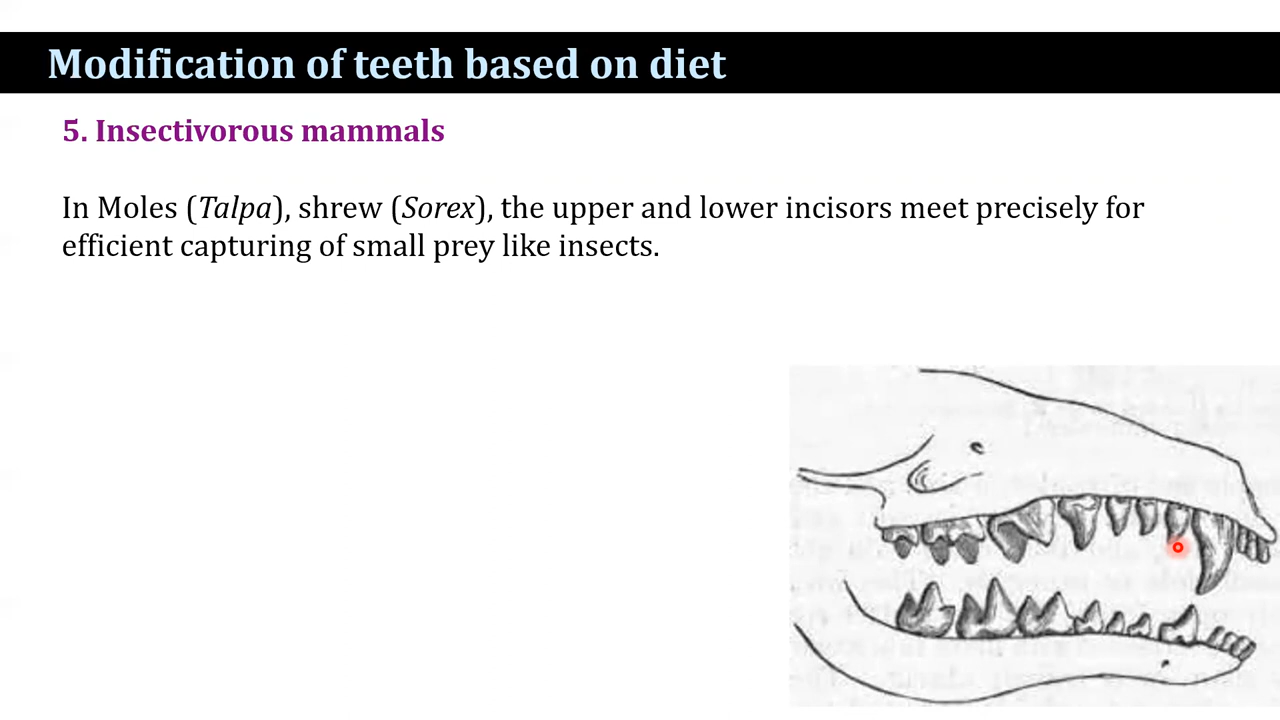 Modification of teeth based on diet
5. Insectivorous mammals
In Moles (Talpa), shrew (Sorex), the upper and lower incisors meet precisely for
efficient capturing of small prey like insects.